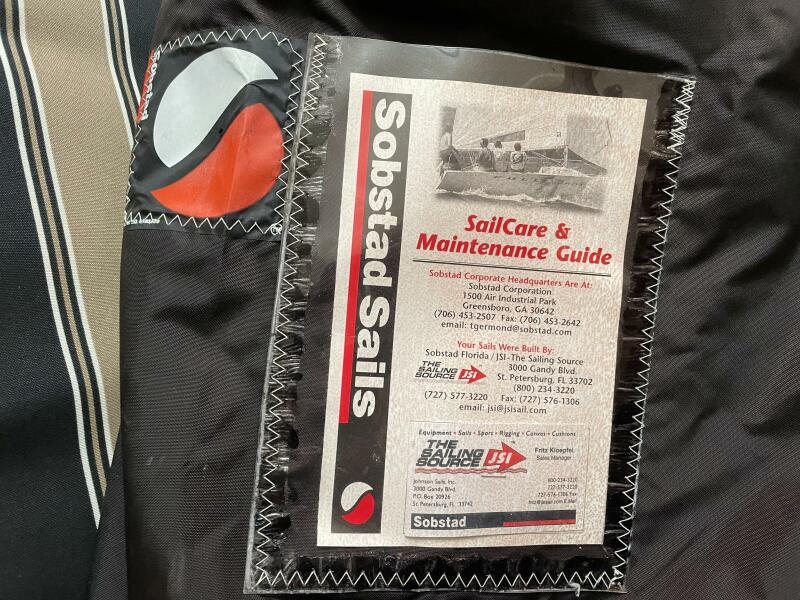 Sobstad
Sobstad Sails
SailCare &
Maintenance Guide
Sobstad Corporate Headquarters Are At:
Sobstad Corporation
1500 Air Industrial Park
Greensboro, GA 30642
(706) 453-2507 Fax: (706) 453-2642
email: tgermond@sobstad.com
Your Sails Were Built By:
Sobstad Florida / JSI-The Sailing Source
THE SAILING SOURCE JSI
3000 Gandy Blvd.
St. Petersburg, FL 33702
(800) 234-3220
(727) 577-3220 Fax: (727) 576-1306
email: jsi@jsisail.com
Equipment • Sails • Spars • Rigging • Canvas • Cushions
THE
SAILING
SOURCE JSI
Fritz Kloepfel
Sales Manager
Johnson Sails, Inc.
3000 Gandy Blvd.
P.O. Box 20926
St. Petersburg, FL 33742
800-234-3220
727-577-3220
727-576-1306 Fax
Sobstad